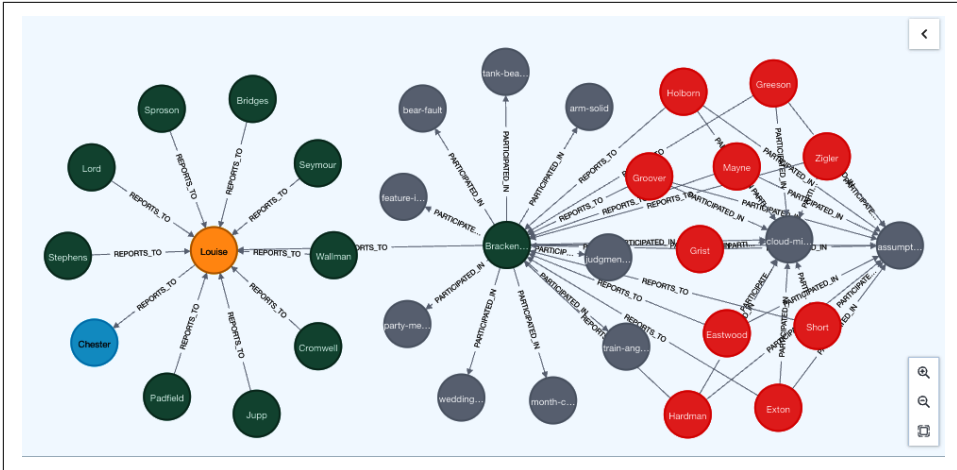 tank-bea...
Bridges
Sproson
bear-fault
arm-solid
Holborn
Greeson
Lord
Seymour
Groover
Mayne
Zigler
feature-i...
Stephens
Louise
Wallman
Bracken...
judgmen...
Grist
cloud-mi...
assumpt...
Chester
Cromwell
party-me...
train-ang...
Eastwood
Short
Padfield
Jupp
wedding...
month-c...
Hardman
Exton
REPORTS_TO
REPORTS_TO
REPORTS_TO
REPORTS_TO
REPORTS_TO
REPORTS_TO
REPORTS_TO
REPORTS_TO
REPORTS_TO
PARTICIPATED_IN
PARTICIPATED_IN
PARTICIPATED_IN
PARTICIPATE...
PARTICIPATED_IN
PARTICIPATED_IN
PARTICIPATED_IN
PARTICIPATED_IN
REPORTS_TO
REPORTS_TO
REPORTS_TO
REPORTS_TO
REPORTS_TO
REPORTS_TO
PARTICIPATED_IN
PARTICIPATED_IN